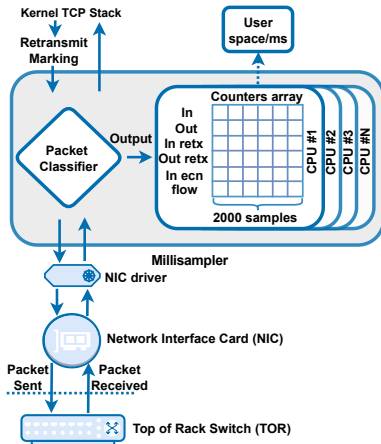 Kernel TCP Stack
Retransmit
Marking
User
space/ms
Counters array
In
Out
In retx
Out retx
In ecn
flow
Output
Packet
Classifier
CPU #1
CPU #2
CPU #3
CPU #N
2000 samples
Millisampler
NIC driver
Network Interface Card (NIC)
Packet
Sent
Packet
Received
Top of Rack Switch (TOR)